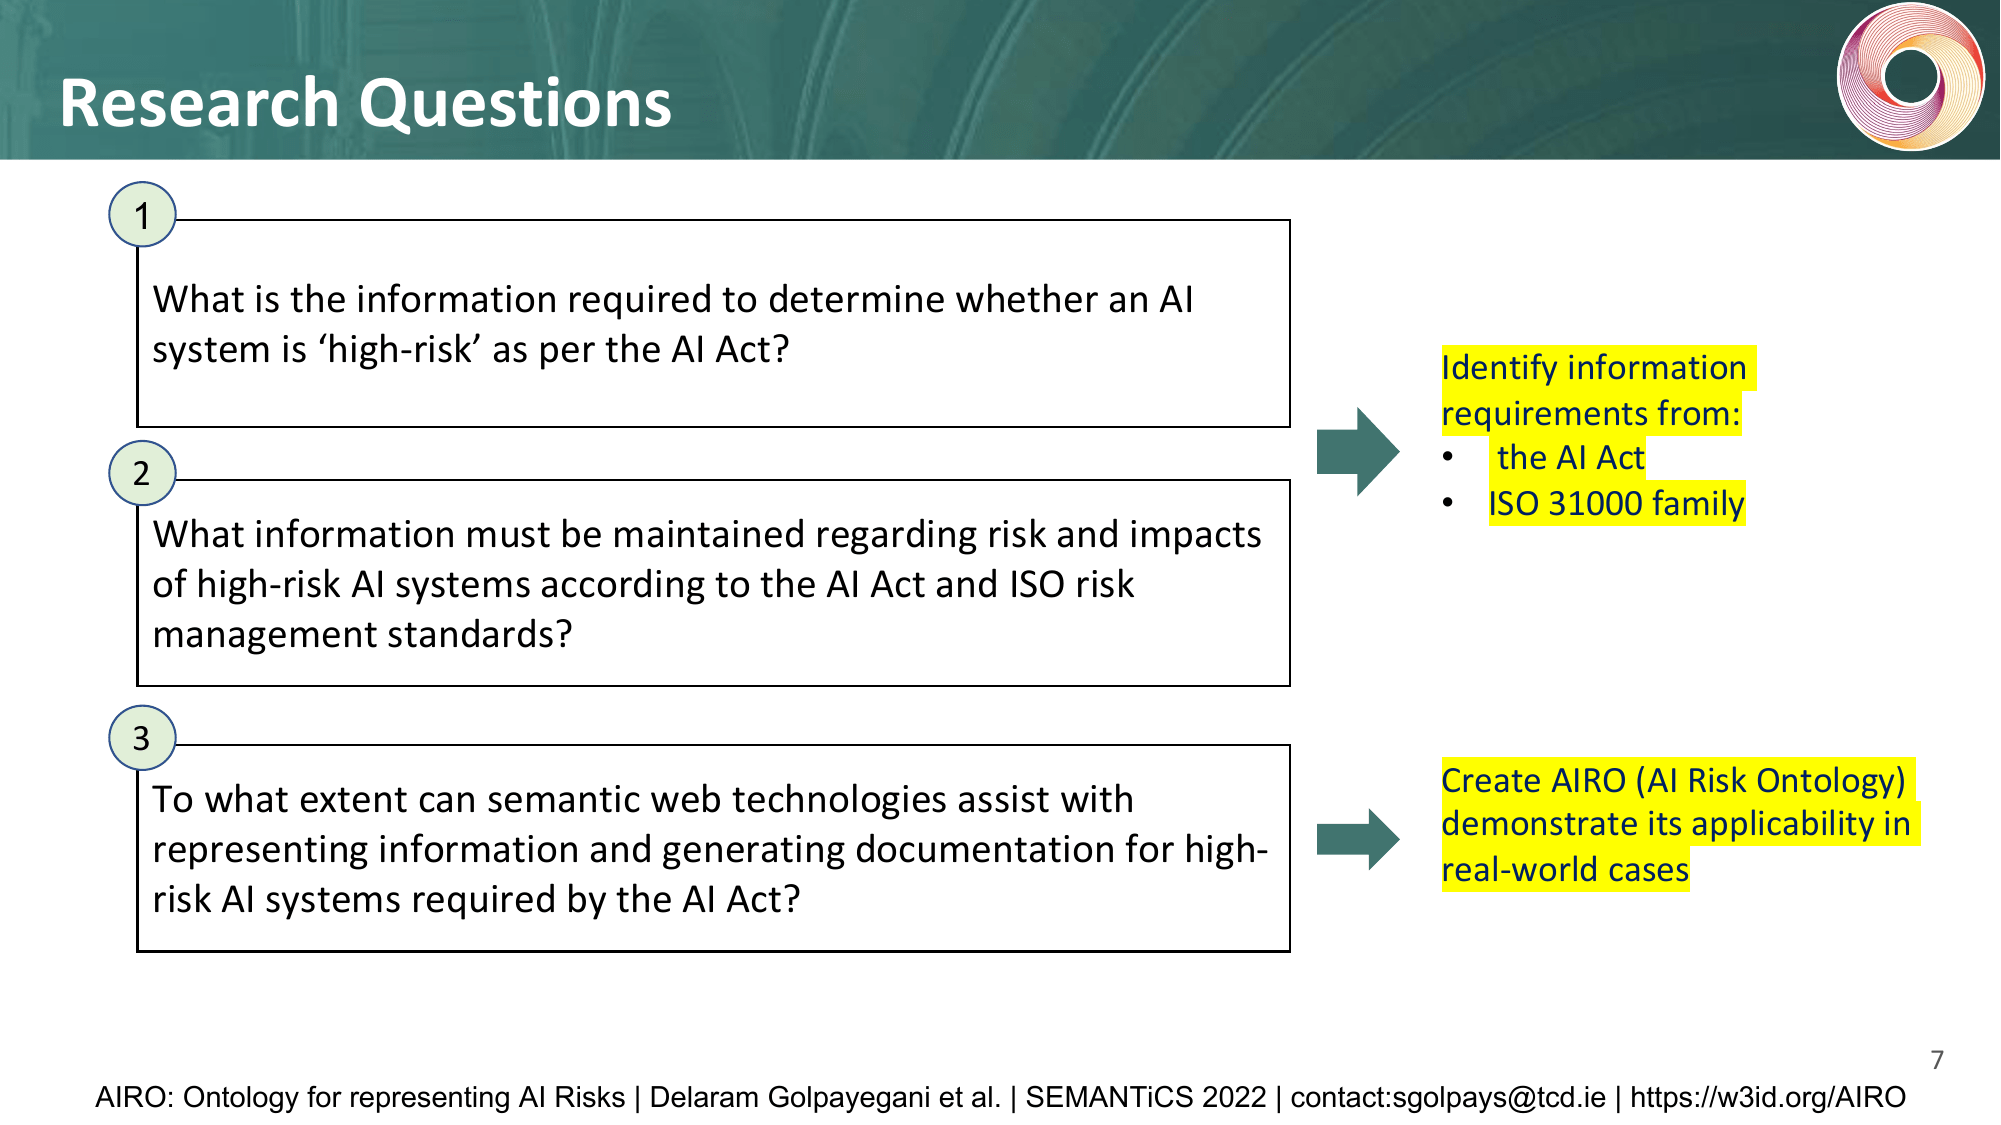 Research Questions
1
What is the information required to determine whether an AI
system is ‘high-risk’ as per the AI Act?
2
What information must be maintained regarding risk and impacts
of high-risk AI systems according to the AI Act and ISO risk
management standards?
3
To what extent can semantic web technologies assist with
representing information and generating documentation for high-
risk AI systems required by the AI Act?
Identify information
requirements from:
• the AI Act
• ISO 31000 family
Create AIRO (AI Risk Ontology)
demonstrate its applicability in
real-world cases
7
AIRO: Ontology for representing AI Risks | Delaram Golpayegani et al. | SEMANTiCS 2022 | contact:sgolpays@tcd.ie | https://w3id.org/AIRO